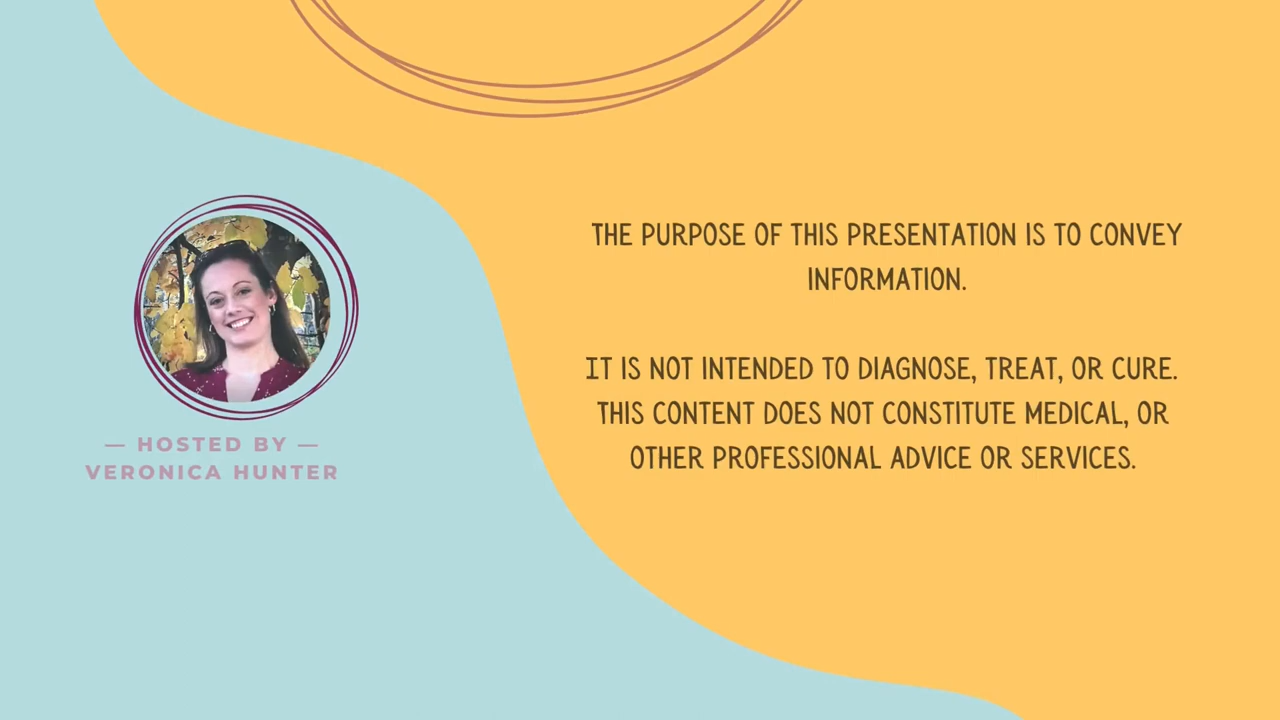 — HOSTED BY —
VERONICA HUNTER
THE PURPOSE OF THIS PRESENTATION IS TO CONVEY
INFORMATION.
IT IS NOT INTENDED TO DIAGNOSE, TREAT, OR CURE.
THIS CONTENT DOES NOT CONSTITUTE MEDICAL, OR
OTHER PROFESSIONAL ADVICE OR SERVICES.